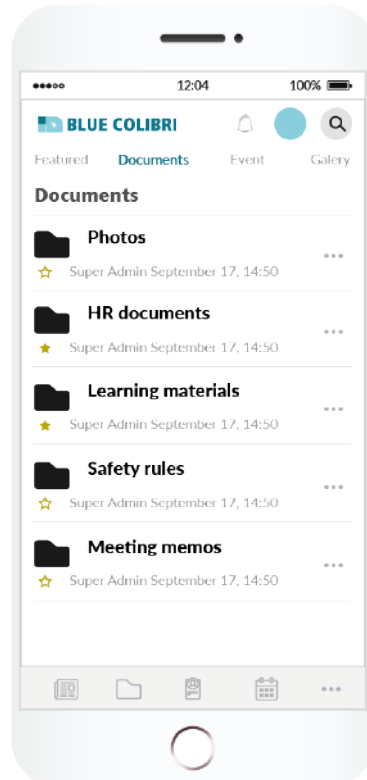 12:04 100%
BLUE COLIBRI
Featured Documents Event Galery
Documents
Photos
Super Admin September 17, 14:50
HR documents
Super Admin September 17, 14:50
Learning materials
Super Admin September 17, 14:50
Safety rules
Super Admin September 17, 14:50
Meeting memos
Super Admin September 17, 14:50